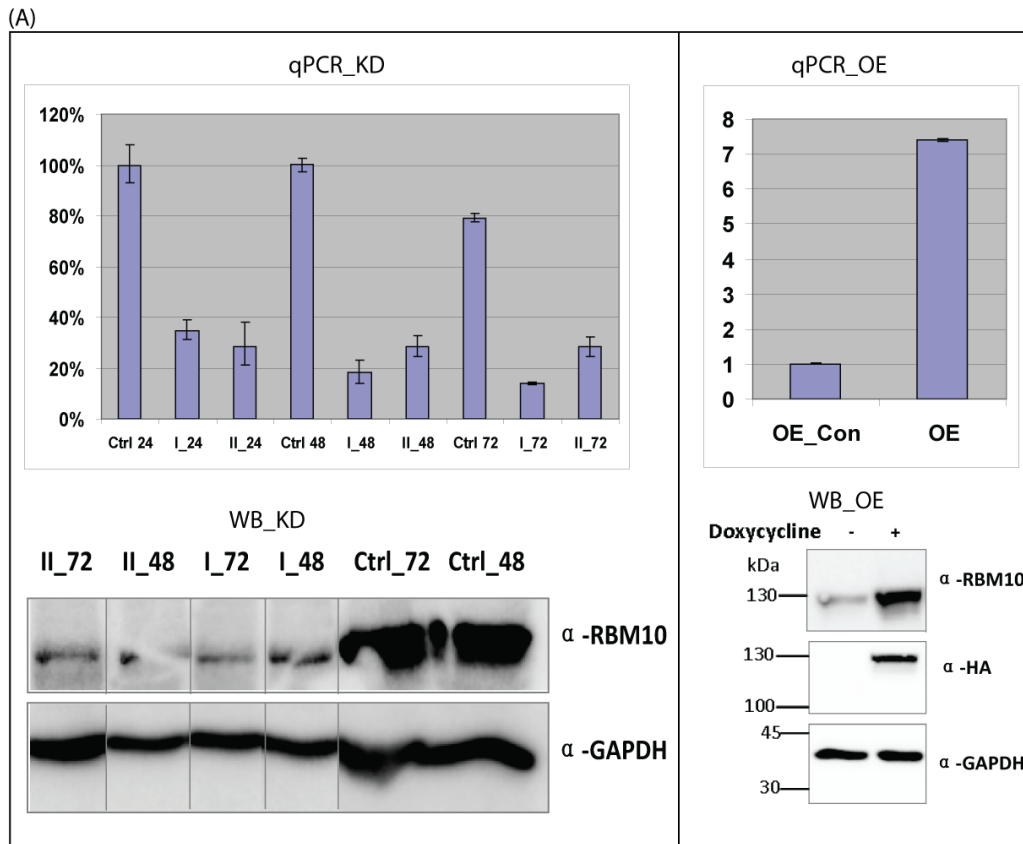 (A)
qPCR_KD
120%
100%
80%
60%
40%
20%
0%
Ctrl 24 I_24 II_24 Ctrl 48 I_48 II_48 Ctrl 72 I_72 II_72
WB_KD
II_72 II_48 I_72 I_48 Ctrl_72 Ctrl_48
α -RBM10
α -GAPDH
qPCR_OE
8
7
6
5
4
3
2
1
0
OE_Con OE
WB_OE
Doxycycline - +
kDa
130
α -RBM10
130
α -HA
100
45
α -GAPDH
30